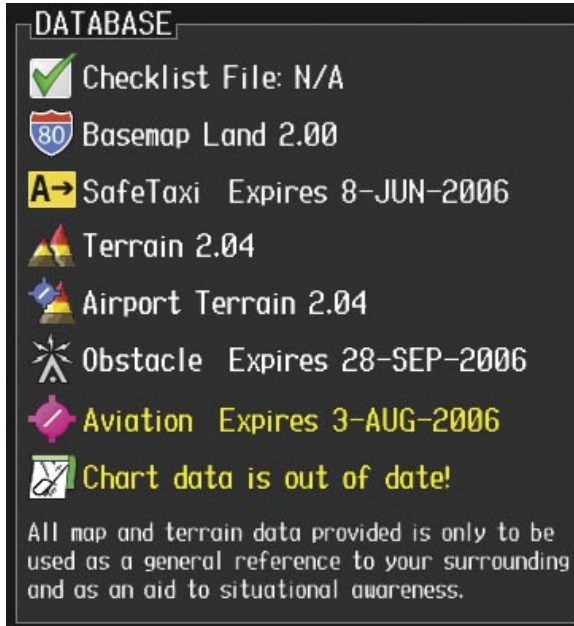 DATABASE
Checklist File: N/A
80 Basemap Land 2.00
A→ SafeTaxi Expires 8-JUN-2006
Terrain 2.04
Airport Terrain 2.04
Obstacle Expires 28-SEP-2006
Aviation Expires 3-AUG-2006
Chart data is out of date!
All map and terrain data provided is only to be
used as a general reference to your surrounding
and as an aid to situational awareness.